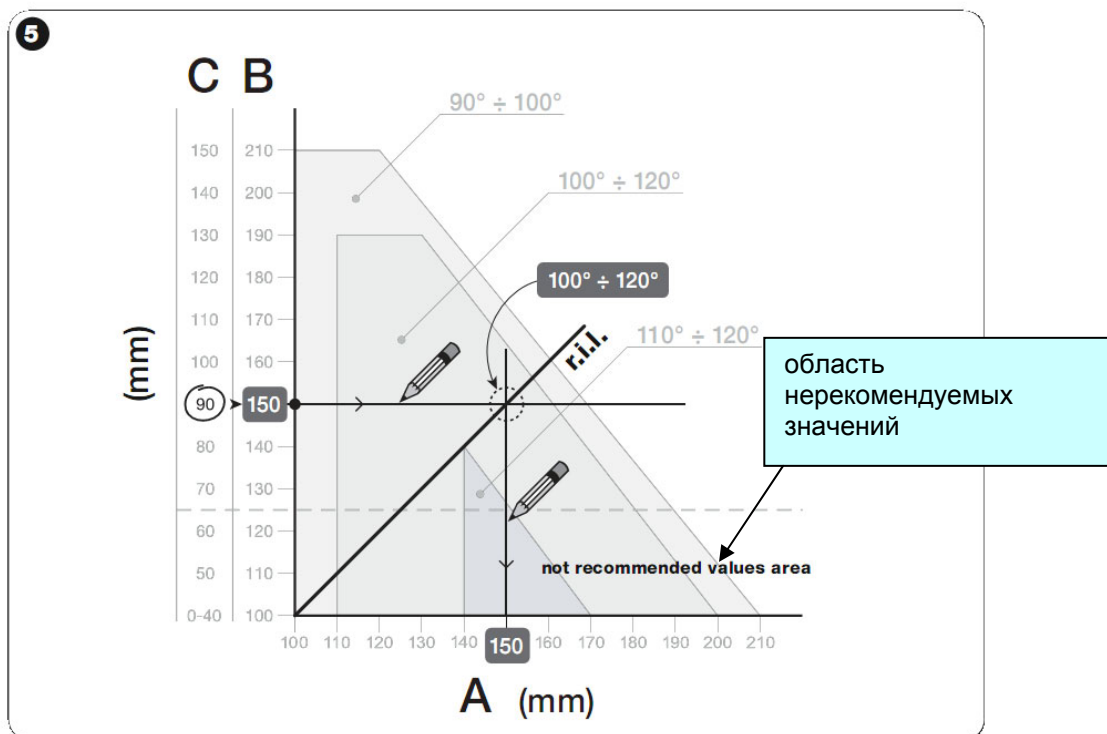 5
C B
90° ÷ 100°
150 210
140 200
100° ÷ 120°
130 190
120 180
100° ÷ 120°
110 170
r.i.l.
110° ÷ 120°
100 160
(mm)
область
нерекомендуемых
значений
90 150
80 140
70 130
60 120
not recommended values area
50 110
0-40 100
100 110 120 130 140 150 160 170 180 190 200 210
A (mm)